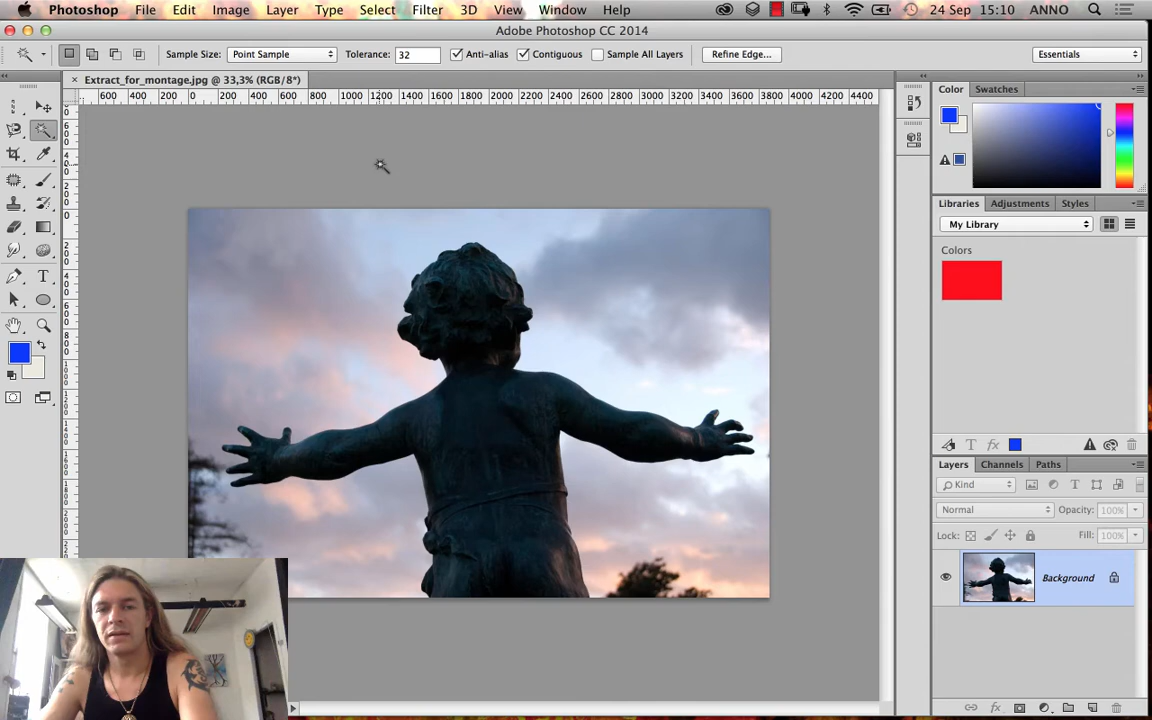 Photoshop File Edit Image Layer Type Select Filter 3D View Window Help 24 Sep 15:10 ANNO
Adobe Photoshop CC 2014
Sample Size: Point Sample Tolerance: 32 Anti-alias Contiguous Sample All Layers Refine Edge... Essentials
Extract_for_montage.jpg @ 33,3% (RGB/8*)
600 400 200 0 200 400 600 800 1000 1200 1400 1600 1800 2000 2200 2400 2600 2800 3000 3200 3400 3600 3800 4000 4200 4400
Color Swatches
Libraries Adjustments Styles
My Library
Colors
Layers Channels Paths
Kind
Normal Opacity: 100%
Lock: Fill: 100%
Background